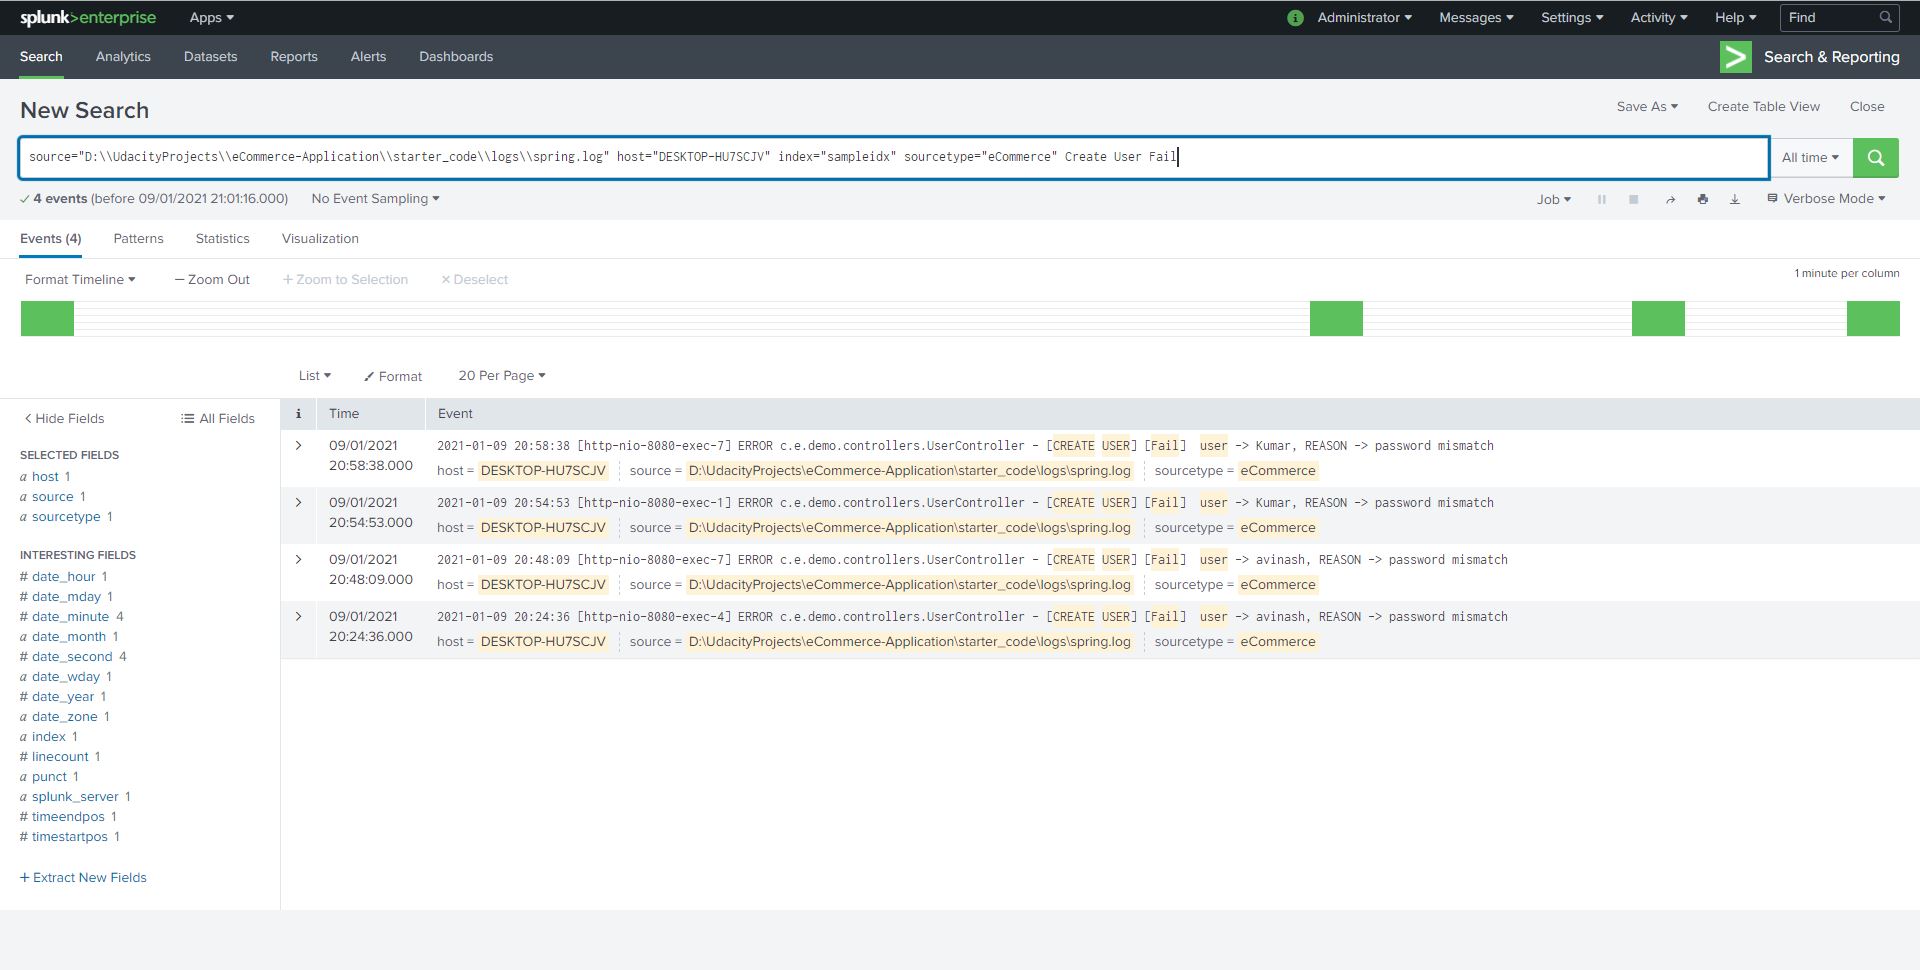 splunk>enterprise Apps Administrator Messages Settings Activity Help Find
Search Analytics Datasets Reports Alerts Dashboards Search & Reporting
New Search Save As Create Table View Close
source="D:\\UdacityProjects\\eCommerce-Application\\starter_code\\logs\\spring.log" host="DESKTOP-HU7SCJV" index="sampleidx" sourcetype="eCommerce" Create User Fail All time
4 events (before 09/01/2021 21:01:16.000) No Event Sampling Job Verbose Mode
Events (4) Patterns Statistics Visualization
Format Timeline — Zoom Out + Zoom to Selection × Deselect 1 minute per column
List Format 20 Per Page
< Hide Fields All Fields
i Time Event
SELECTED FIELDS
a host 1
a source 1
a sourcetype 1
INTERESTING FIELDS
# date_hour 1
# date_mday 1
# date_minute 4
a date_month 1
# date_second 4
a date_wday 1
# date_year 1
a date_zone 1
a index 1
# linecount 1
a punct 1
a splunk_server 1
# timeendpos 1
# timestartpos 1
+ Extract New Fields
> 09/01/2021 2021-01-09 20:58:38 [http-nio-8080-exec-7] ERROR c.e.demo.controllers.UserController - [CREATE USER] [Fail] user -> Kumar, REASON -> password mismatch
20:58:38.000 host = DESKTOP-HU7SCJV source = D:\UdacityProjects\eCommerce-Application\starter_code\logs\spring.log sourcetype = eCommerce
> 09/01/2021 2021-01-09 20:54:53 [http-nio-8080-exec-1] ERROR c.e.demo.controllers.UserController - [CREATE USER] [Fail] user -> Kumar, REASON -> password mismatch
20:54:53.000 host = DESKTOP-HU7SCJV source = D:\UdacityProjects\eCommerce-Application\starter_code\logs\spring.log sourcetype = eCommerce
> 09/01/2021 2021-01-09 20:48:09 [http-nio-8080-exec-7] ERROR c.e.demo.controllers.UserController - [CREATE USER] [Fail] user -> avinash, REASON -> password mismatch
20:48:09.000 host = DESKTOP-HU7SCJV source = D:\UdacityProjects\eCommerce-Application\starter_code\logs\spring.log sourcetype = eCommerce
> 09/01/2021 2021-01-09 20:24:36 [http-nio-8080-exec-4] ERROR c.e.demo.controllers.UserController - [CREATE USER] [Fail] user -> avinash, REASON -> password mismatch
20:24:36.000 host = DESKTOP-HU7SCJV source = D:\UdacityProjects\eCommerce-Application\starter_code\logs\spring.log sourcetype = eCommerce